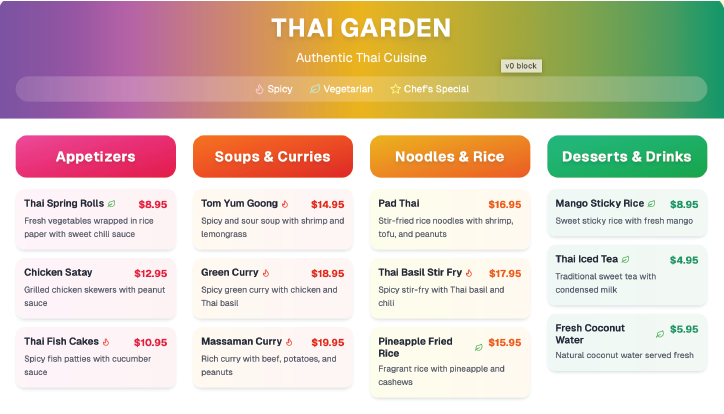 THAI GARDEN
Authentic Thai Cuisine
v0 block
Spicy Vegetarian Chef's Special
Appetizers
Thai Spring Rolls $8.95
Fresh vegetables wrapped in rice
paper with sweet chili sauce
Chicken Satay $12.95
Grilled chicken skewers with peanut
sauce
Thai Fish Cakes $10.95
Spicy fish patties with cucumber
sauce
Soups & Curries
Tom Yum Goong $14.95
Spicy and sour soup with shrimp and
lemongrass
Green Curry $18.95
Spicy green curry with chicken and
Thai basil
Massaman Curry $19.95
Rich curry with beef, potatoes, and
peanuts
Noodles & Rice
Pad Thai $16.95
Stir-fried rice noodles with shrimp,
tofu, and peanuts
Thai Basil Stir Fry $17.95
Spicy stir-fry with Thai basil and
chili
Pineapple Fried
Rice $15.95
Fragrant rice with pineapple and
cashews
Desserts & Drinks
Mango Sticky Rice $8.95
Sweet sticky rice with fresh mango
Thai Iced Tea $4.95
Traditional sweet tea with
condensed milk
Fresh Coconut
Water $5.95
Natural coconut water served fresh